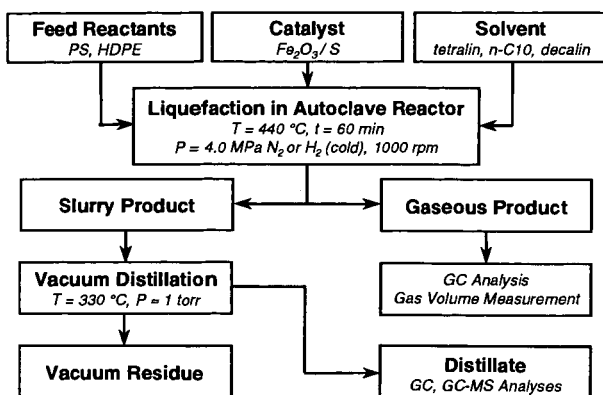 Feed Reactants
PS, HDPE
Catalyst
Fe₂O₃/ S
Solvent
tetralin, n-C10, decalin
Liquefaction in Autoclave Reactor
T = 440 °C, t = 60 min
P = 4.0 MPa N₂ or H₂ (cold), 1000 rpm
Slurry Product
Gaseous Product
Vacuum Distillation
T = 330 °C, P ≈ 1 torr
GC Analysis
Gas Volume Measurement
Vacuum Residue
Distillate
GC, GC-MS Analyses